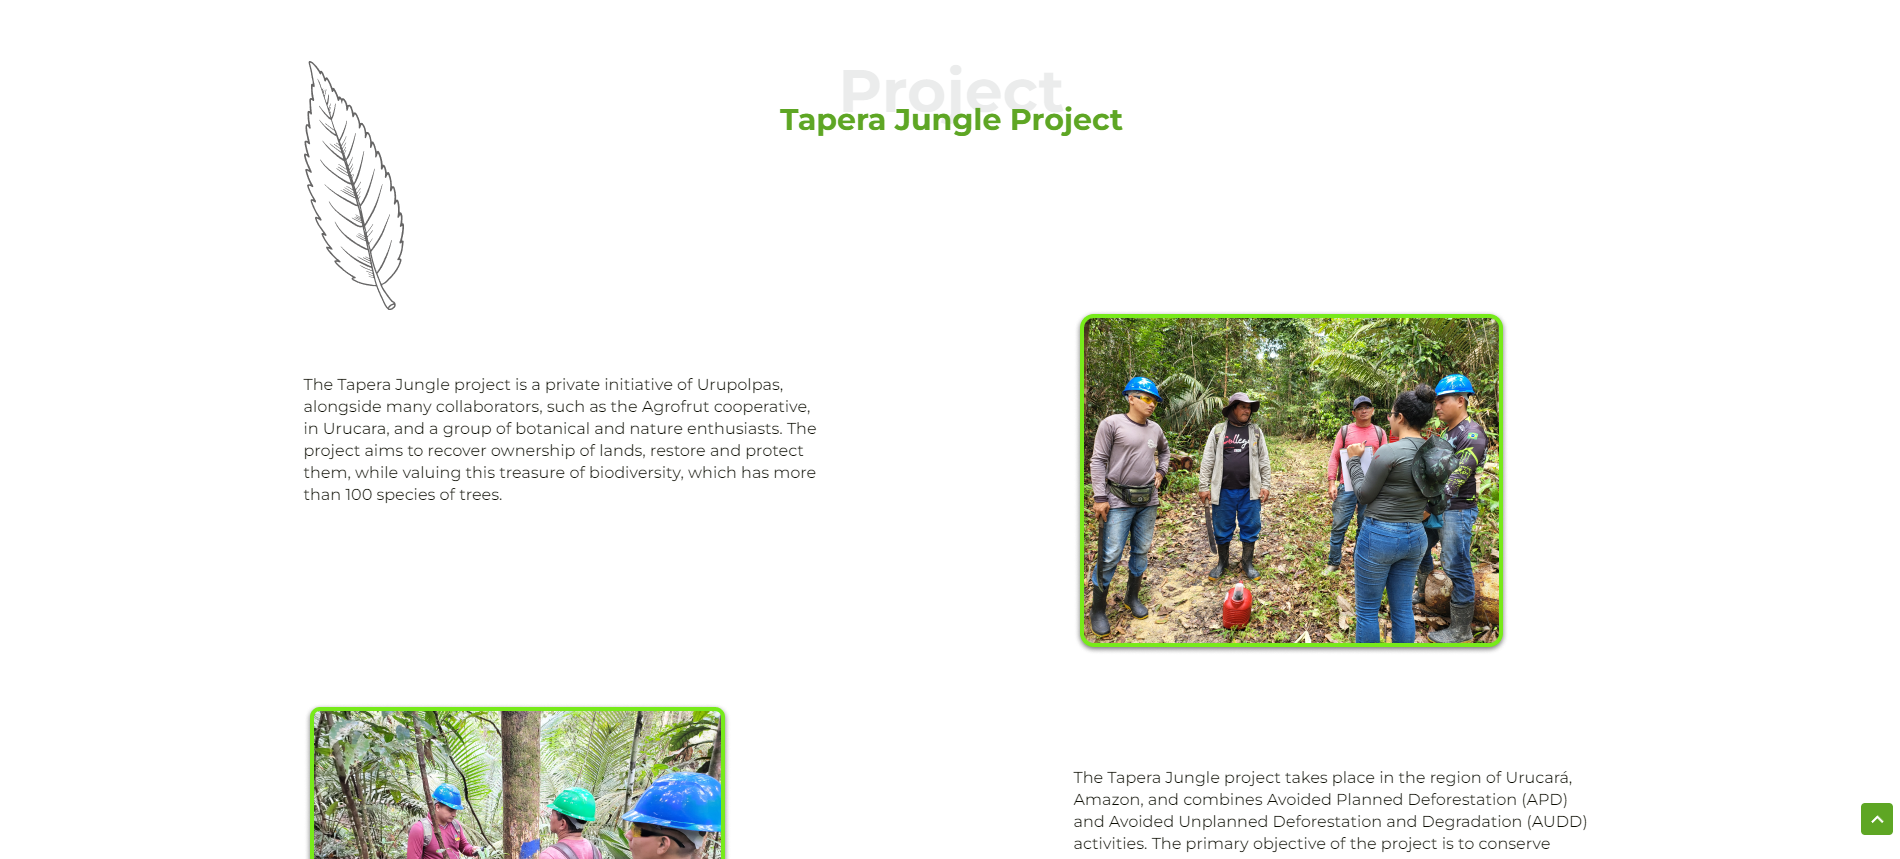 Project
Tapera Jungle Project
The Tapera Jungle project is a private initiative of Urupolpas,
alongside many collaborators, such as the Agrofrut cooperative,
in Urucara, and a group of botanical and nature enthusiasts. The
project aims to recover ownership of lands, restore and protect
them, while valuing this treasure of biodiversity, which has more
than 100 species of trees.
College
The Tapera Jungle project takes place in the region of Urucará,
Amazon, and combines Avoided Planned Deforestation (APD)
and Avoided Unplanned Deforestation and Degradation (AUDD)
activities. The primary objective of the project is to conserve